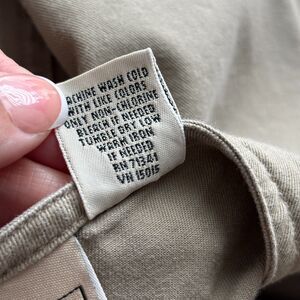 MACHINE WASH COLD
WITH LIKE COLORS
ONLY NON-CHLORINE
BLEACH IF NEEDED
TUMBLE DRY LOW
WARM IRON
IF NEEDED
RN 71341
VN 15015